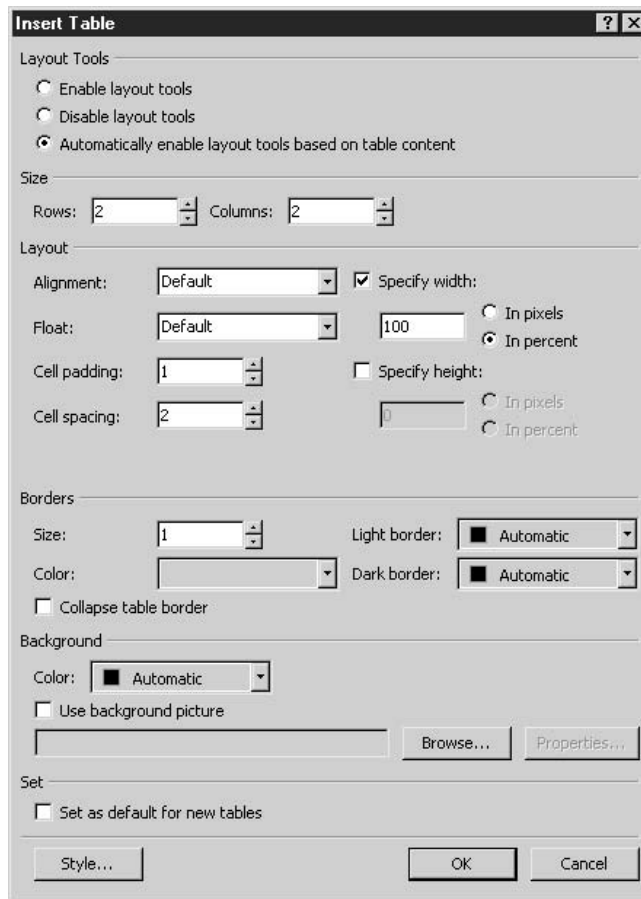 Insert Table
Layout Tools
Enable layout tools
Disable layout tools
Automatically enable layout tools based on table content
Size
Rows: 2 Columns: 2
Layout
Alignment: Default Specify width:
Float: Default 100 In pixels
In percent
Cell padding: 1 Specify height:
Cell spacing: 2 0 In pixels
In percent
Borders
Size: 1 Light border: Automatic
Color: Dark border: Automatic
Collapse table border
Background
Color: Automatic
Use background picture
Browse... Properties...
Set
Set as default for new tables
Style... OK Cancel